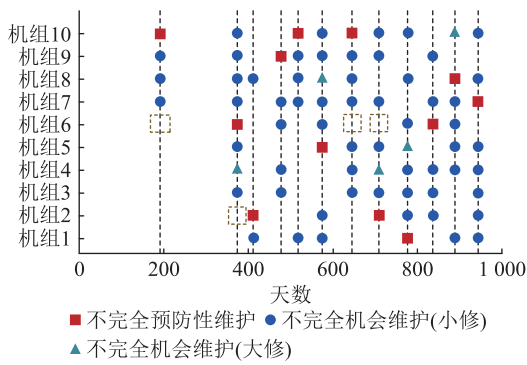 机组10
机组9
机组8
机组7
机组6
机组5
机组4
机组3
机组2
机组1
0 200 400 600 800 1 000
天数
不完全预防性维护 不完全机会维护(小修)
不完全机会维护(大修)